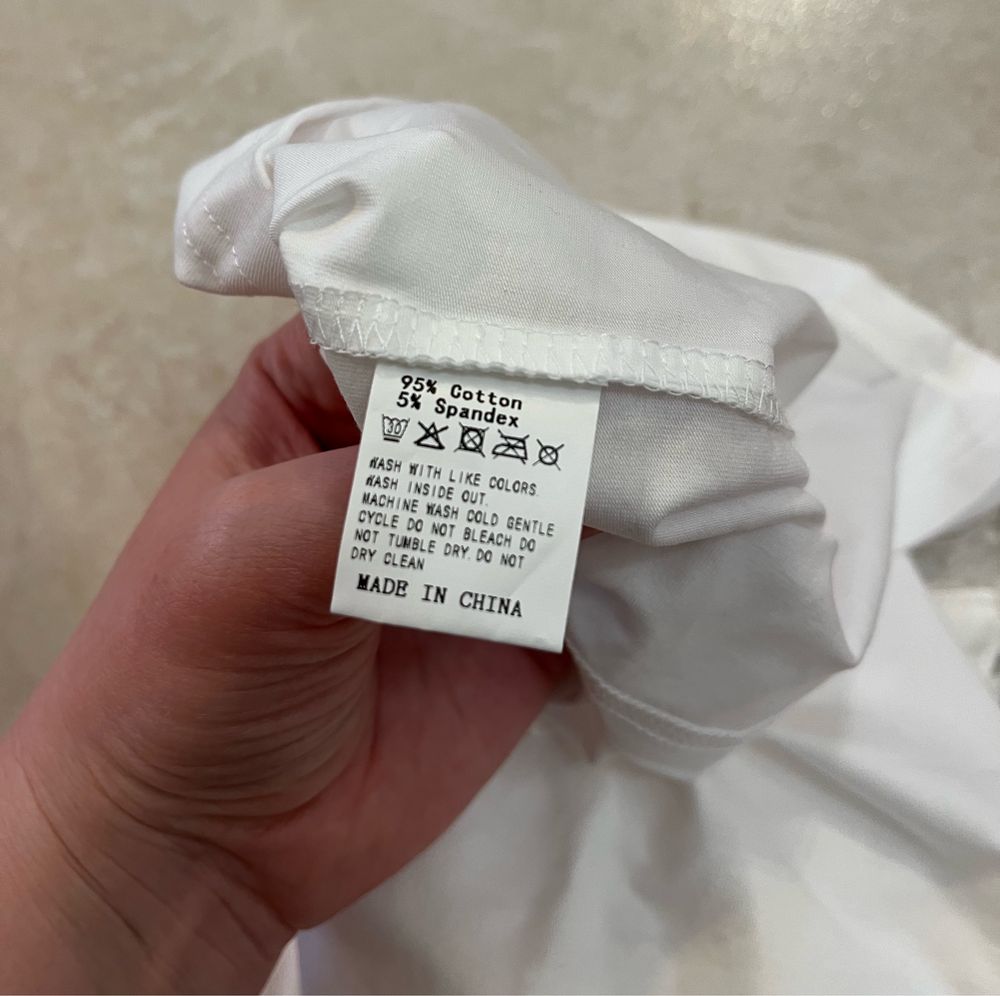 95% Cotton
5% Spandex
30
WASH WITH LIKE COLORS.
WASH INSIDE OUT.
MACHINE WASH COLD GENTLE
CYCLE DO NOT BLEACH DO
NOT TUMBLE DRY. DO NOT
DRY CLEAN
MADE IN CHINA